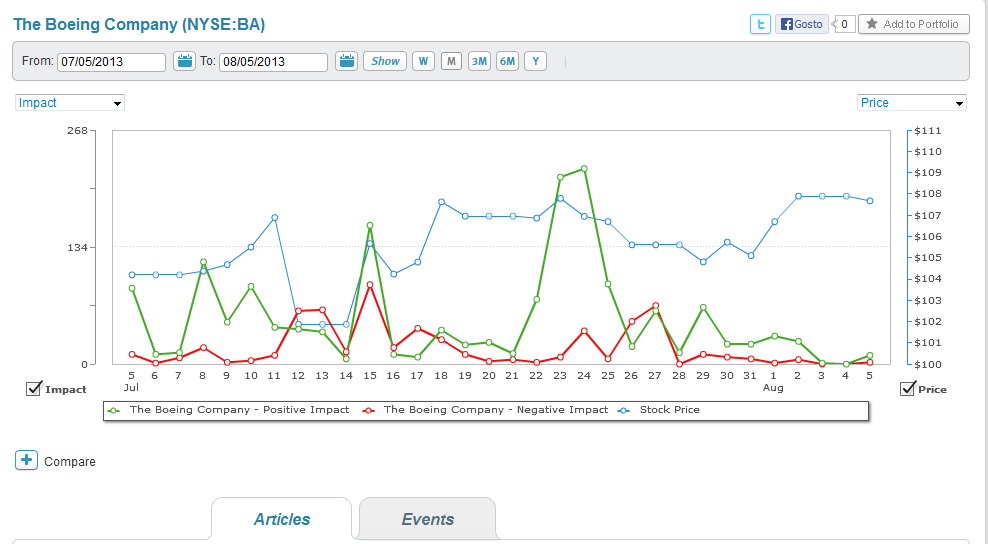 The Boeing Company (NYSE:BA)
t Gosto 0 Add to Portfolio
From: 07/05/2013 To: 08/05/2013 Show W M 3M 6M Y
Impact Price
268 $111
$110
$109
$108
$107
$106
134
$105
$104
$103
$102
$101
0 $100
5 6 7 8 9 10 11 12 13 14 15 16 17 18 19 20 21 22 23 24 25 26 27 28 29 30 31 1 2 3 4 5
Jul Aug
Impact Price
The Boeing Company - Positive Impact The Boeing Company - Negative Impact Stock Price
Compare
Articles Events